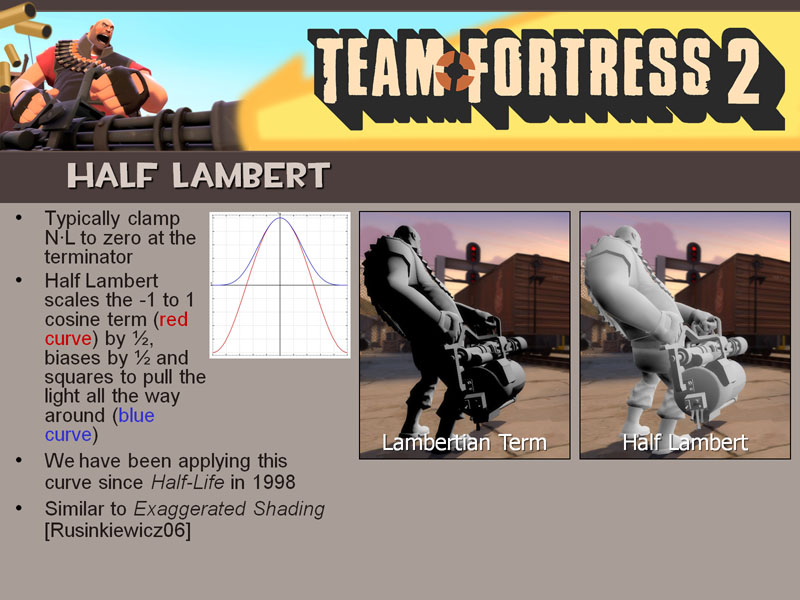 TEAM FORTRESS 2
HALF LAMBERT
• Typically clamp
N·L to zero at the
terminator
• Half Lambert
scales the -1 to 1
cosine term (red
curve) by ½,
biases by ½ and
squares to pull the
light all the way
around (blue
curve)
• We have been applying this
curve since Half-Life in 1998
• Similar to Exaggerated Shading
[Rusinkiewicz06]
Lambertian Term
Half Lambert